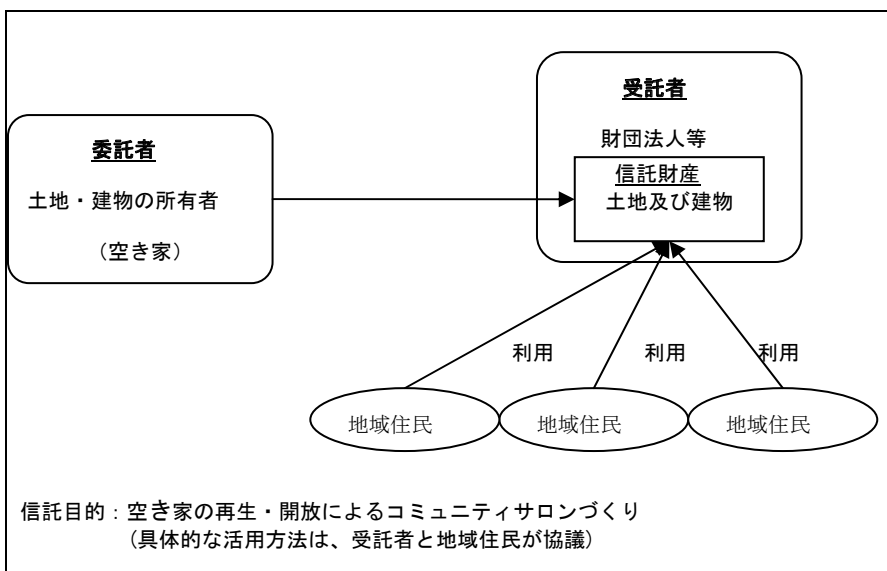 受託者
財団法人等
信託財産
土地及び建物
委託者
土地・建物の所有者
（空き家）
利用
利用
利用
地域住民
地域住民
地域住民
信託目的：空き家の再生・開放によるコミュニティサロンづくり
（具体的な活用方法は、受託者と地域住民が協議）